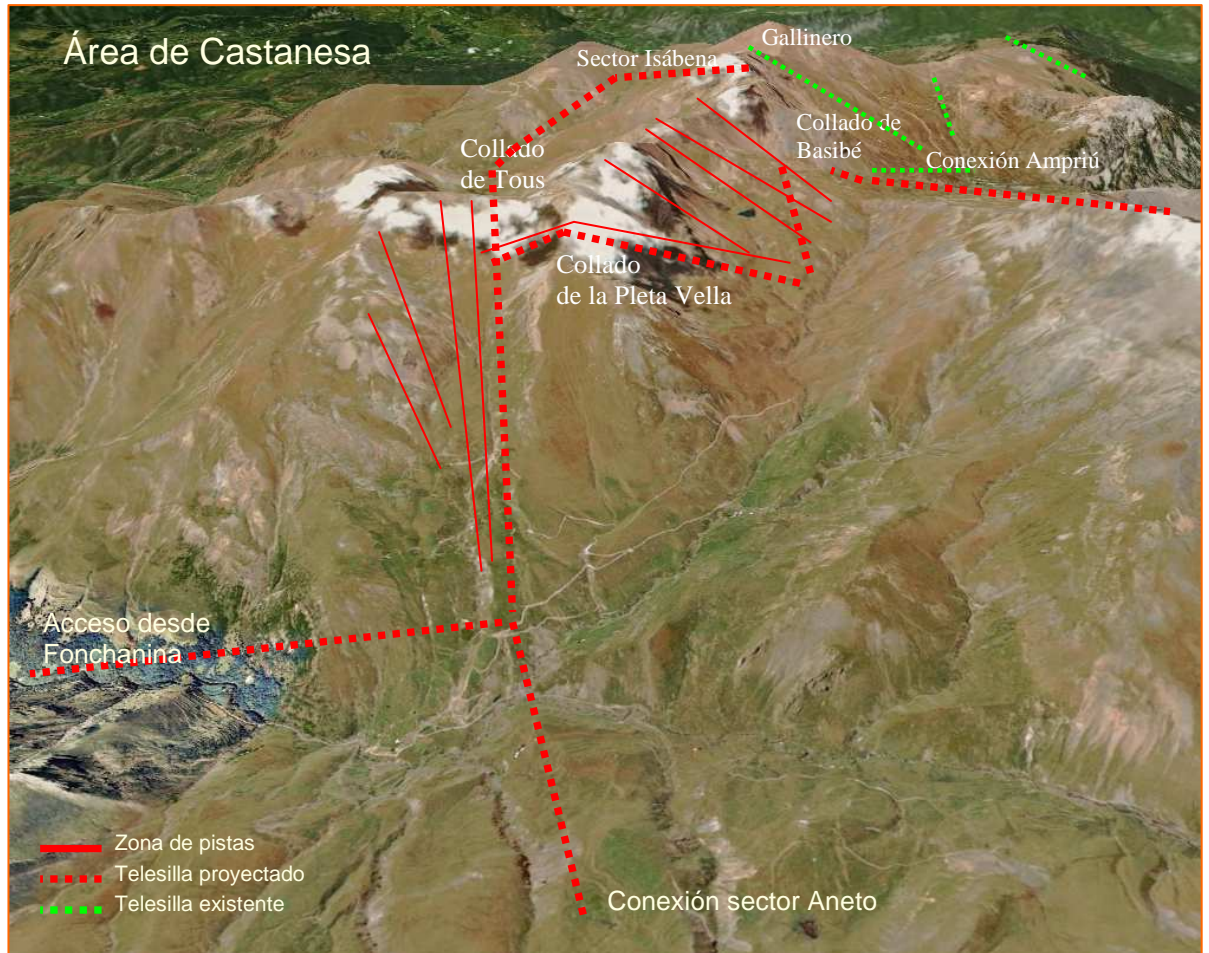 Área de Castanesa
Gallinero
Sector Isábena
Collado de
Basibé
Conexión Ampriú
Collado
de Tous
Collado
de la Pleta Vella
Acceso desde
Fonchanina
Zona de pistas
Telesilla proyectado
Telesilla existente
Conexión sector Aneto